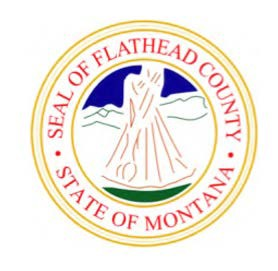 SEAL OF FLATHEAD COUNTY
• STATE OF MONTANA •